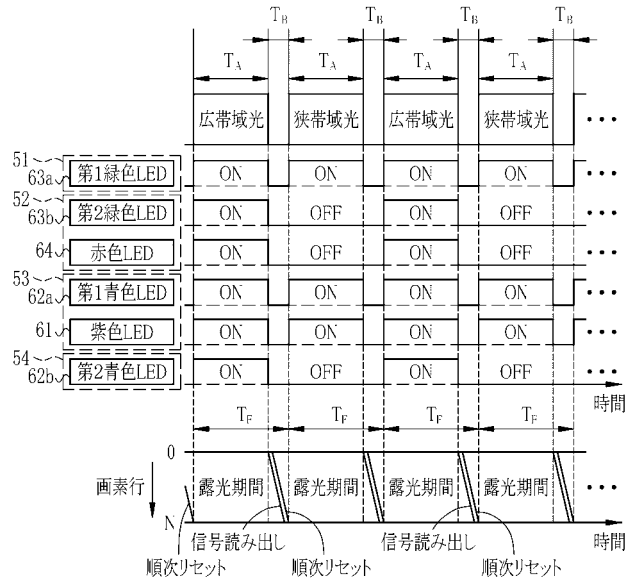 T_B T_B T_B T_B
T_A T_A T_A T_A
広帯域光 狭帯域光 広帯域光 狭帯域光 •••
51 63a 第1緑色LED ON ON ON ON •••
52 63b 第2緑色LED ON OFF ON OFF •••
64 赤色LED ON OFF ON OFF •••
53 62a 第1青色LED ON ON ON ON •••
61 紫色LED ON ON ON ON •••
54 62b 第2青色LED ON OFF ON OFF •••
時間
T_F T_F T_F T_F
0
画素行 露光期間 露光期間 露光期間 露光期間 •••
N 信号読み出し 信号読み出し 時間
順次リセット 順次リセット 順次リセット